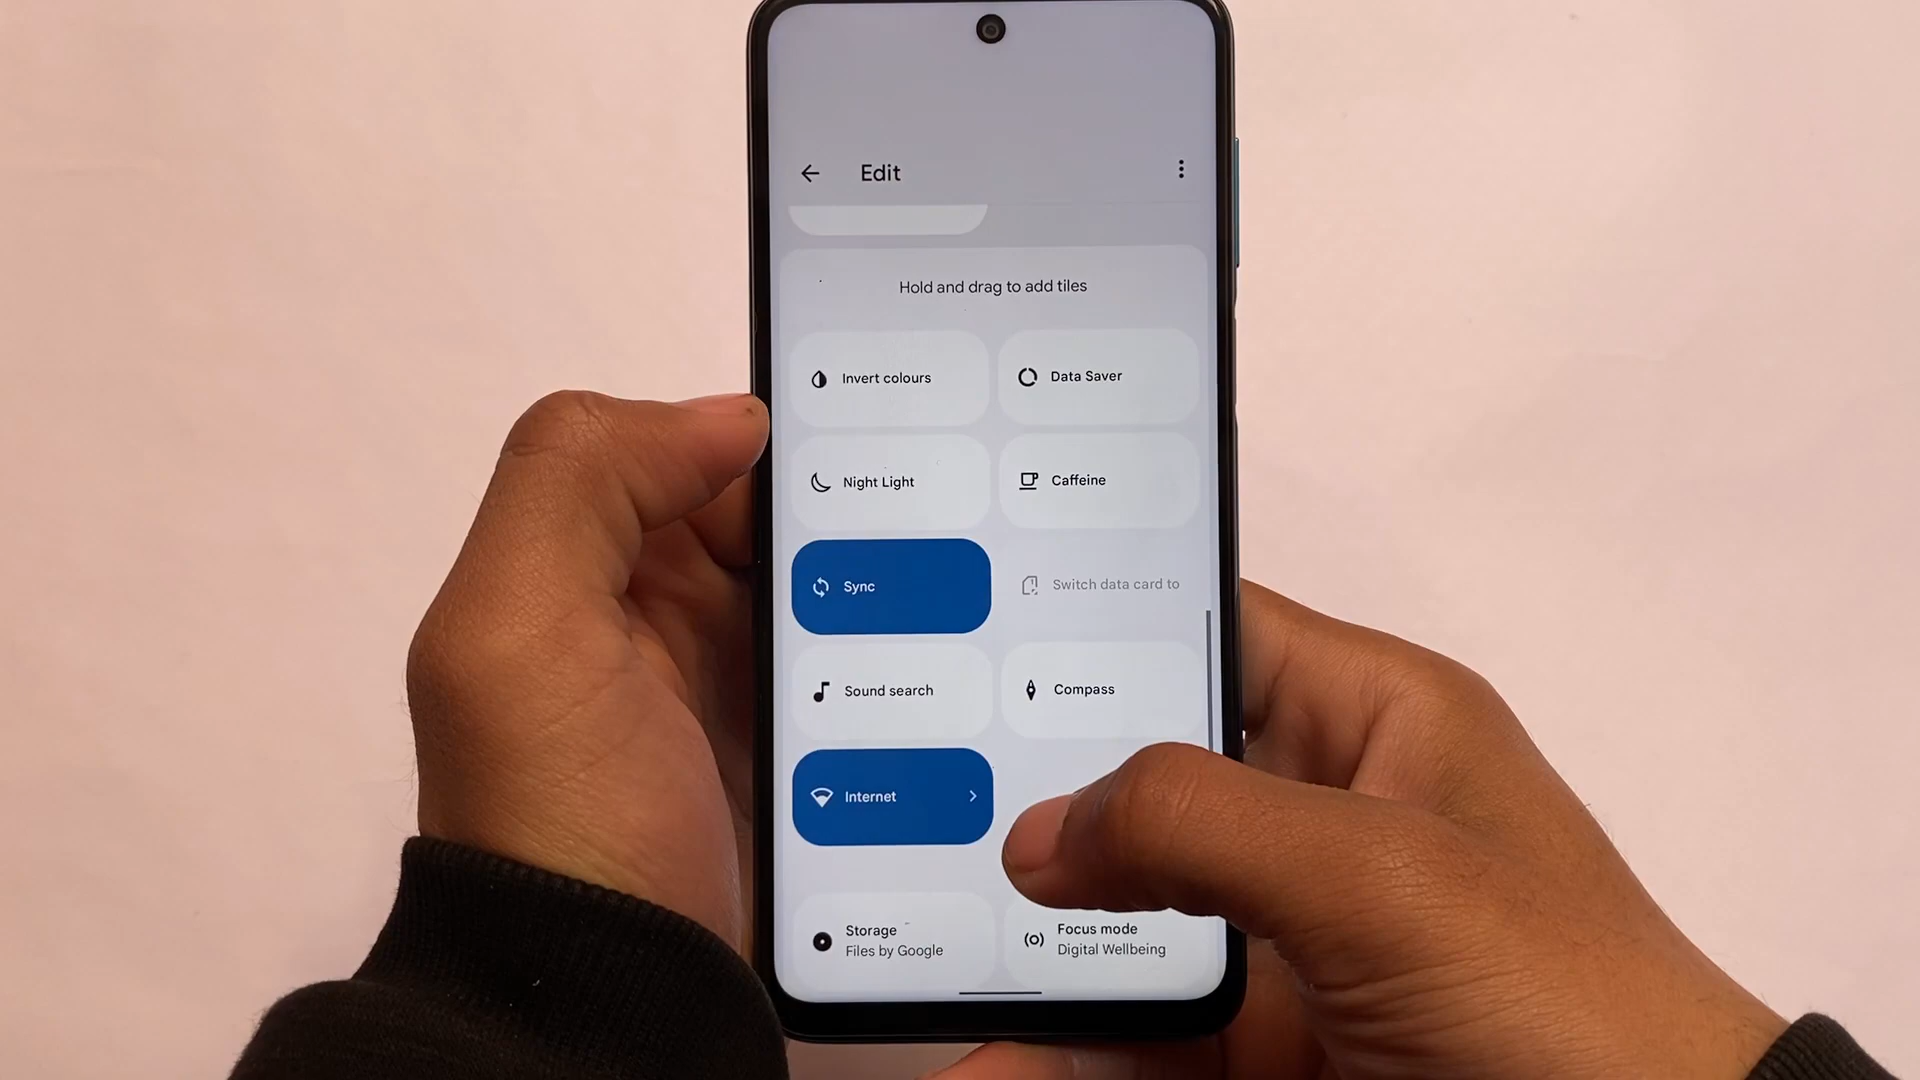 Edit
Hold and drag to add tiles
Invert colours
Data Saver
Night Light
Caffeine
Sync
Switch data card to
Sound search
Compass
Internet
Storage
Files by Google
Focus mode
Digital Wellbeing